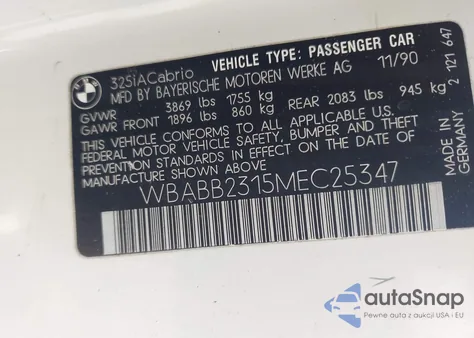 BMW
325iACabrio
VEHICLE TYPE: PASSENGER CAR
MFD BY BAYERISCHE MOTOREN WERKE AG 11/90
GVWR 3869 lbs 1755 kg
GAWR FRONT 1896 lbs 860 kg REAR 2083 lbs 945 kg
THIS VEHICLE CONFORMS TO ALL APPLICABLE
FEDERAL MOTOR VEHICLE SAFETY, BUMPER AND THEFT
PREVENTION STANDARDS IN EFFECT ON THE DATE OF
MANUFACTURE SHOWN ABOVE
WBABB2315MEC25347
2 121 647
GERMANY
autoSnap
Pewne auta z aukcji USA i EU